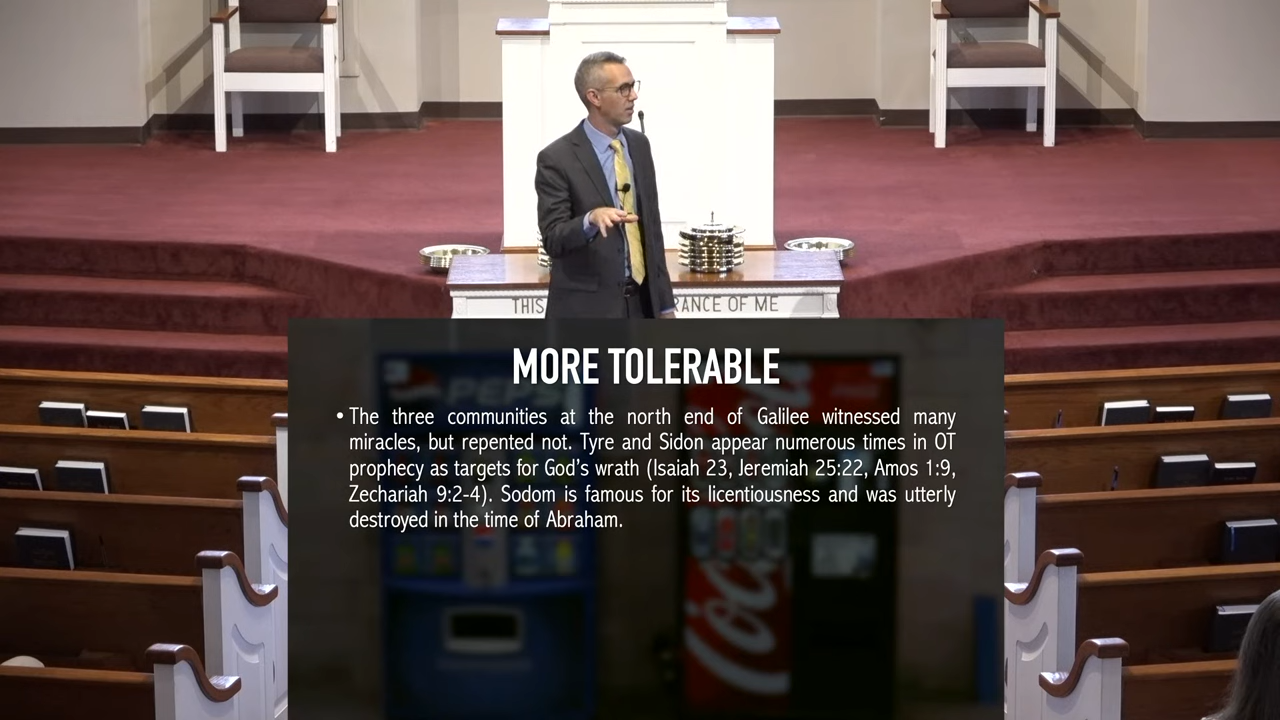 THIS
RANCE OF ME
MORE TOLERABLE
• The three communities at the north end of Galilee witnessed many
miracles, but repented not. Tyre and Sidon appear numerous times in OT
prophecy as targets for God's wrath (Isaiah 23, Jeremiah 25:22, Amos 1:9,
Zechariah 9:2-4). Sodom is famous for its licentiousness and was utterly
destroyed in the time of Abraham.
PEPSI
Coca